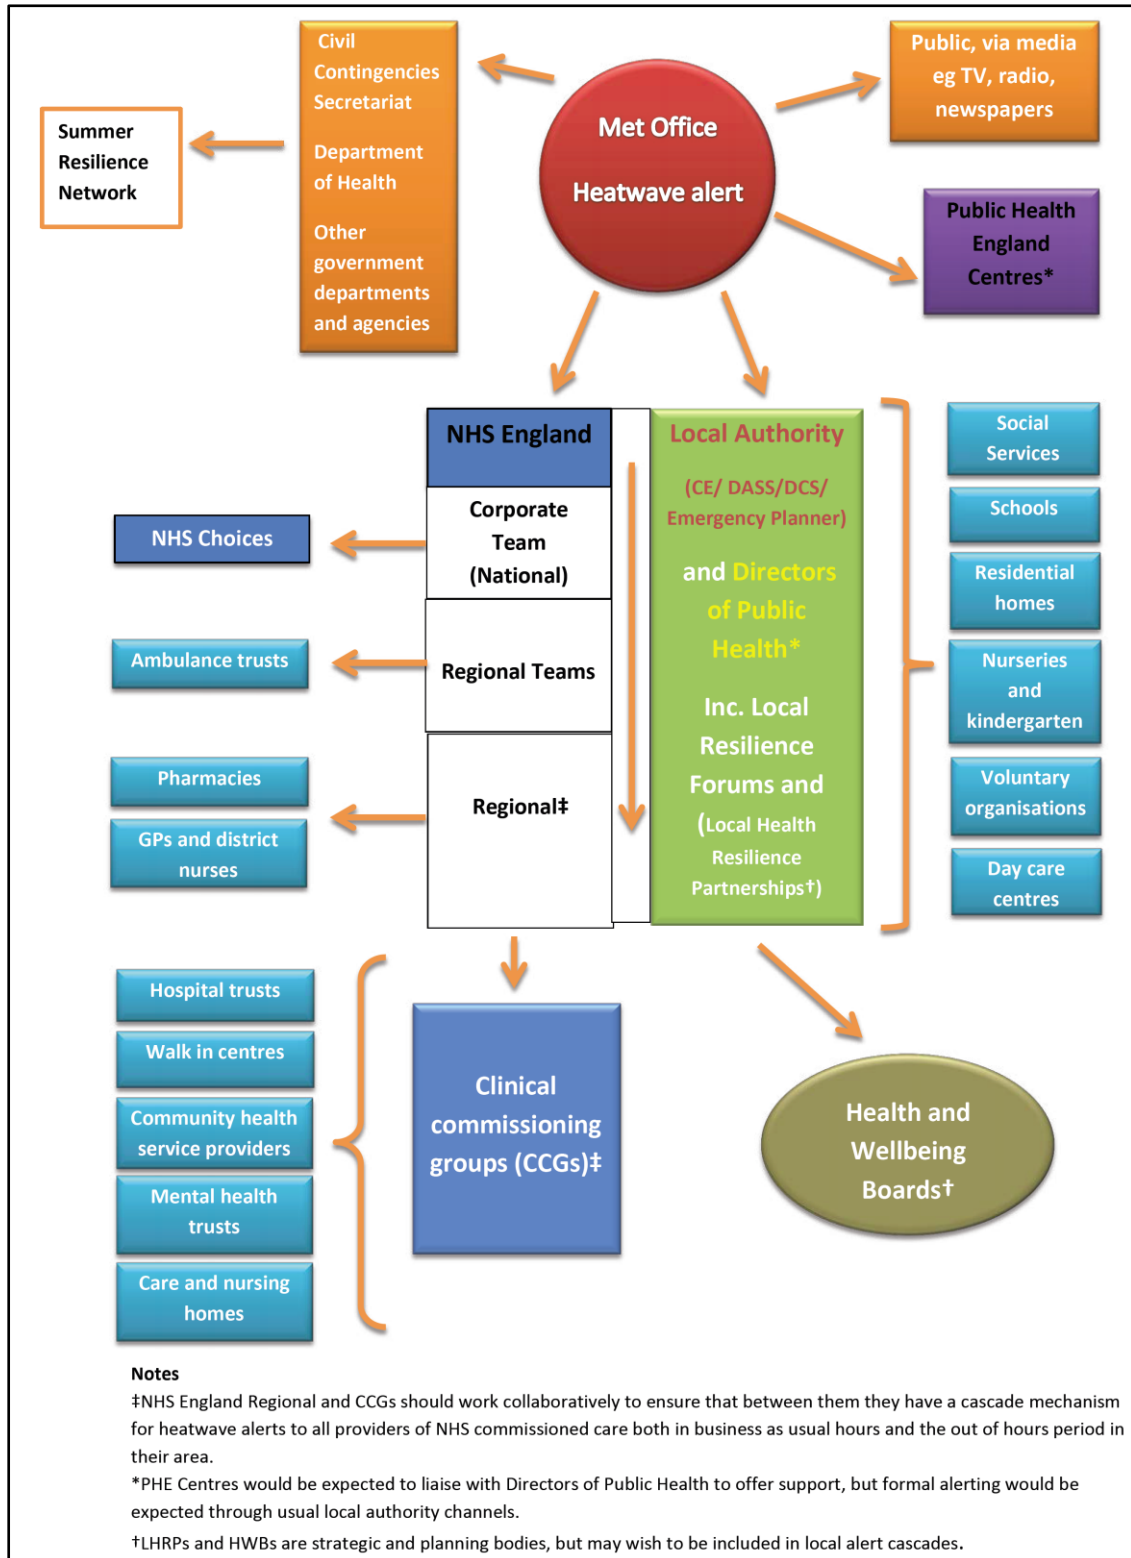 Civil
Contingencies
Secretariat
Department
of Health
Other
government
departments
and agencies
Summer
Resilience
Network
Met Office
Heatwave alert
Public, via media
eg TV, radio,
newspapers
Public Health
England
Centres*
NHS England
Corporate
Team
(National)
Regional Teams
Regional‡
NHS Choices
Ambulance trusts
Pharmacies
GPs and district
nurses
Local Authority
(CE/ DASS/DCS/
Emergency Planner)
and Directors
of Public
Health*
Inc. Local
Resilience
Forums and
(Local Health
Resilience
Partnerships†)
Social
Services
Schools
Residential
homes
Nurseries
and
kindergarten
Voluntary
organisations
Day care
centres
Hospital trusts
Walk in centres
Community health
service providers
Mental health
trusts
Care and nursing
homes
Clinical
commissioning
groups (CCGs)‡
Health and
Wellbeing
Boards†
Notes
‡NHS England Regional and CCGs should work collaboratively to ensure that between them they have a cascade mechanism
for heatwave alerts to all providers of NHS commissioned care both in business as usual hours and the out of hours period in
their area.
*PHE Centres would be expected to liaise with Directors of Public Health to offer support, but formal alerting would be
expected through usual local authority channels.
†LHRPs and HWBs are strategic and planning bodies, but may wish to be included in local alert cascades.